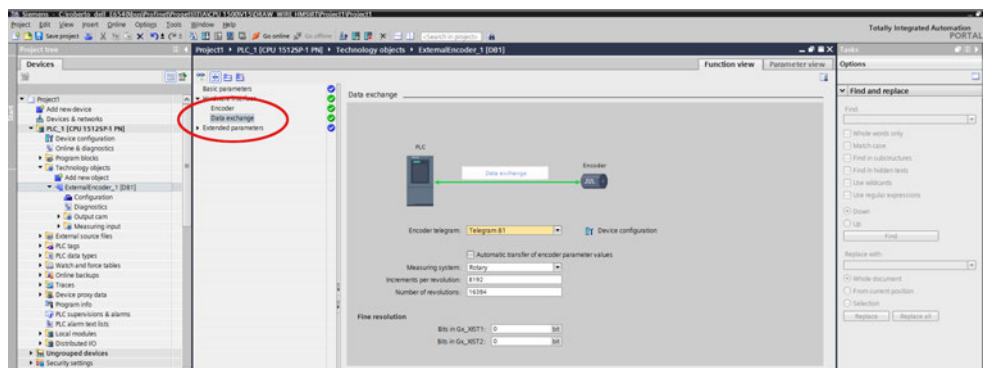 Project Edit View Insert Online Options Tools Window Help
Totally Integrated Automation
PORTAL
Save project
Go online
Go offline
<Search in project>
Project tree
Project1 PLC_1 [CPU 1512SP-1 PN] Technology objects ExternalEncoder_1 [DB1]
Tasks
Devices
Function view
Parameter view
Options
Project1
Add new device
Devices & networks
PLC_1 [CPU 1512SP-1 PN]
Device configuration
Online & diagnostics
Program blocks
Technology objects
Add new object
ExternalEncoder_1 [DB1]
Configuration
Diagnostics
Output cam
Measuring input
External source files
PLC tags
PLC data types
Watch and force tables
Online backups
Traces
Device proxy data
Program info
PLC supervisions & alarms
PLC alarm text lists
Local modules
Distributed I/O
Ungrouped devices
Security settings
Basic parameters
Hardware interface
Encoder
Data exchange
Extended parameters
Data exchange
PLC
Data exchange
Encoder
Encoder telegram: Telegram 81
Device configuration
Automatic transfer of encoder parameter values
Measuring system: Rotary
Increments per revolution: 8192
Number of revolutions: 16384
Fine resolution
Bits in Gx_XIST1: 0 bit
Bits in Gx_XIST2: 0 bit
Find and replace
Find:
Whole words only
Match case
Find in substructures
Find in hidden texts
Use wildcards
Use regular expressions
Down
Up
Find
Replace with:
Whole document
From current position
Selection
Replace
Replace all